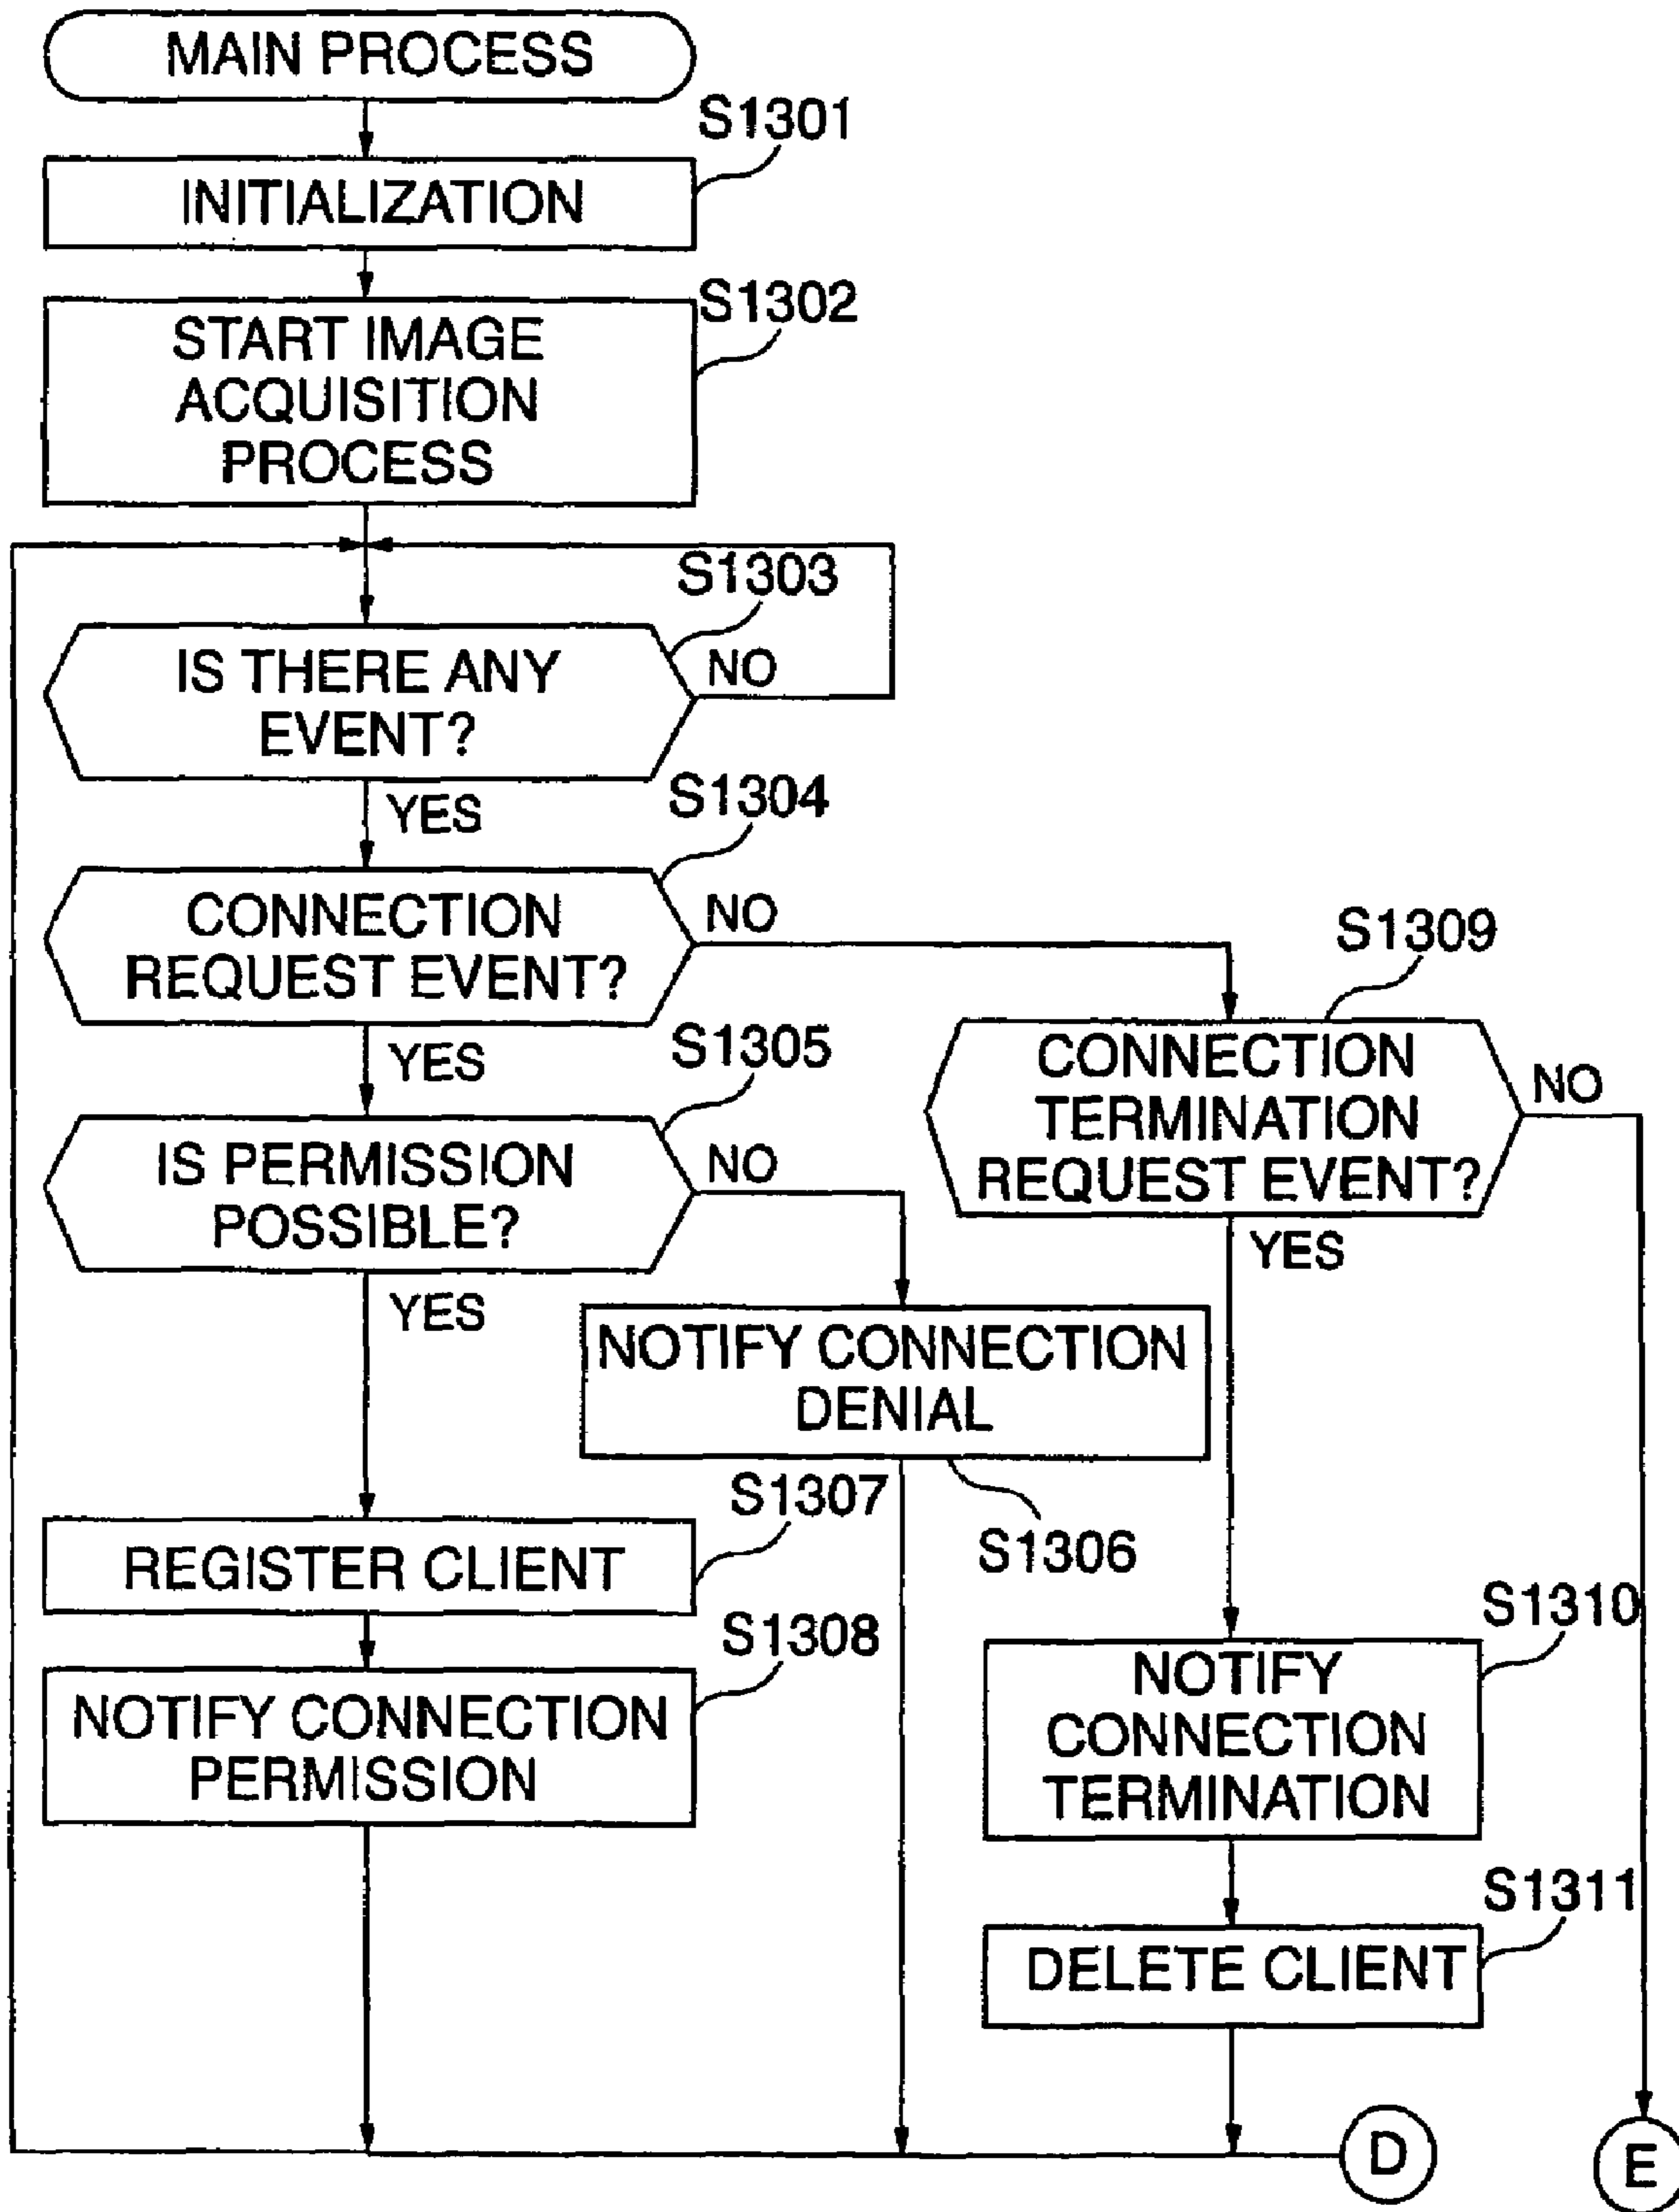 MAIN PROCESS
S1301
INITIALIZATION
S1302
START IMAGE
ACQUISITION
PROCESS
S1303
IS THERE ANY
EVENT?
NO
YES
S1304
CONNECTION
REQUEST EVENT?
NO
YES
S1309
CONNECTION
TERMINATION
REQUEST EVENT?
NO
YES
S1305
IS PERMISSION
POSSIBLE?
NO
YES
NOTIFY CONNECTION
DENIAL
S1306
S1307
REGISTER CLIENT
S1308
NOTIFY CONNECTION
PERMISSION
S1310
NOTIFY
CONNECTION
TERMINATION
S1311
DELETE CLIENT
D
E